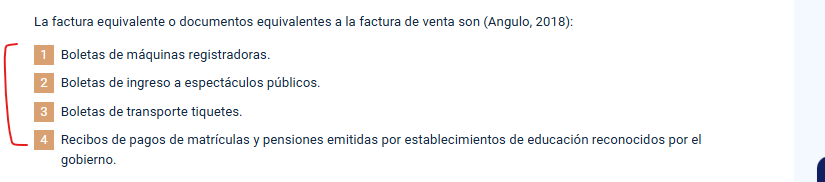 La factura equivalente o documentos equivalentes a la factura de venta son (Angulo, 2018):
1 Boletas de máquinas registradoras.
2 Boletas de ingreso a espectáculos públicos.
3 Boletas de transporte tiquetes.
4 Recibos de pagos de matrículas y pensiones emitidas por establecimientos de educación reconocidos por el
gobierno.